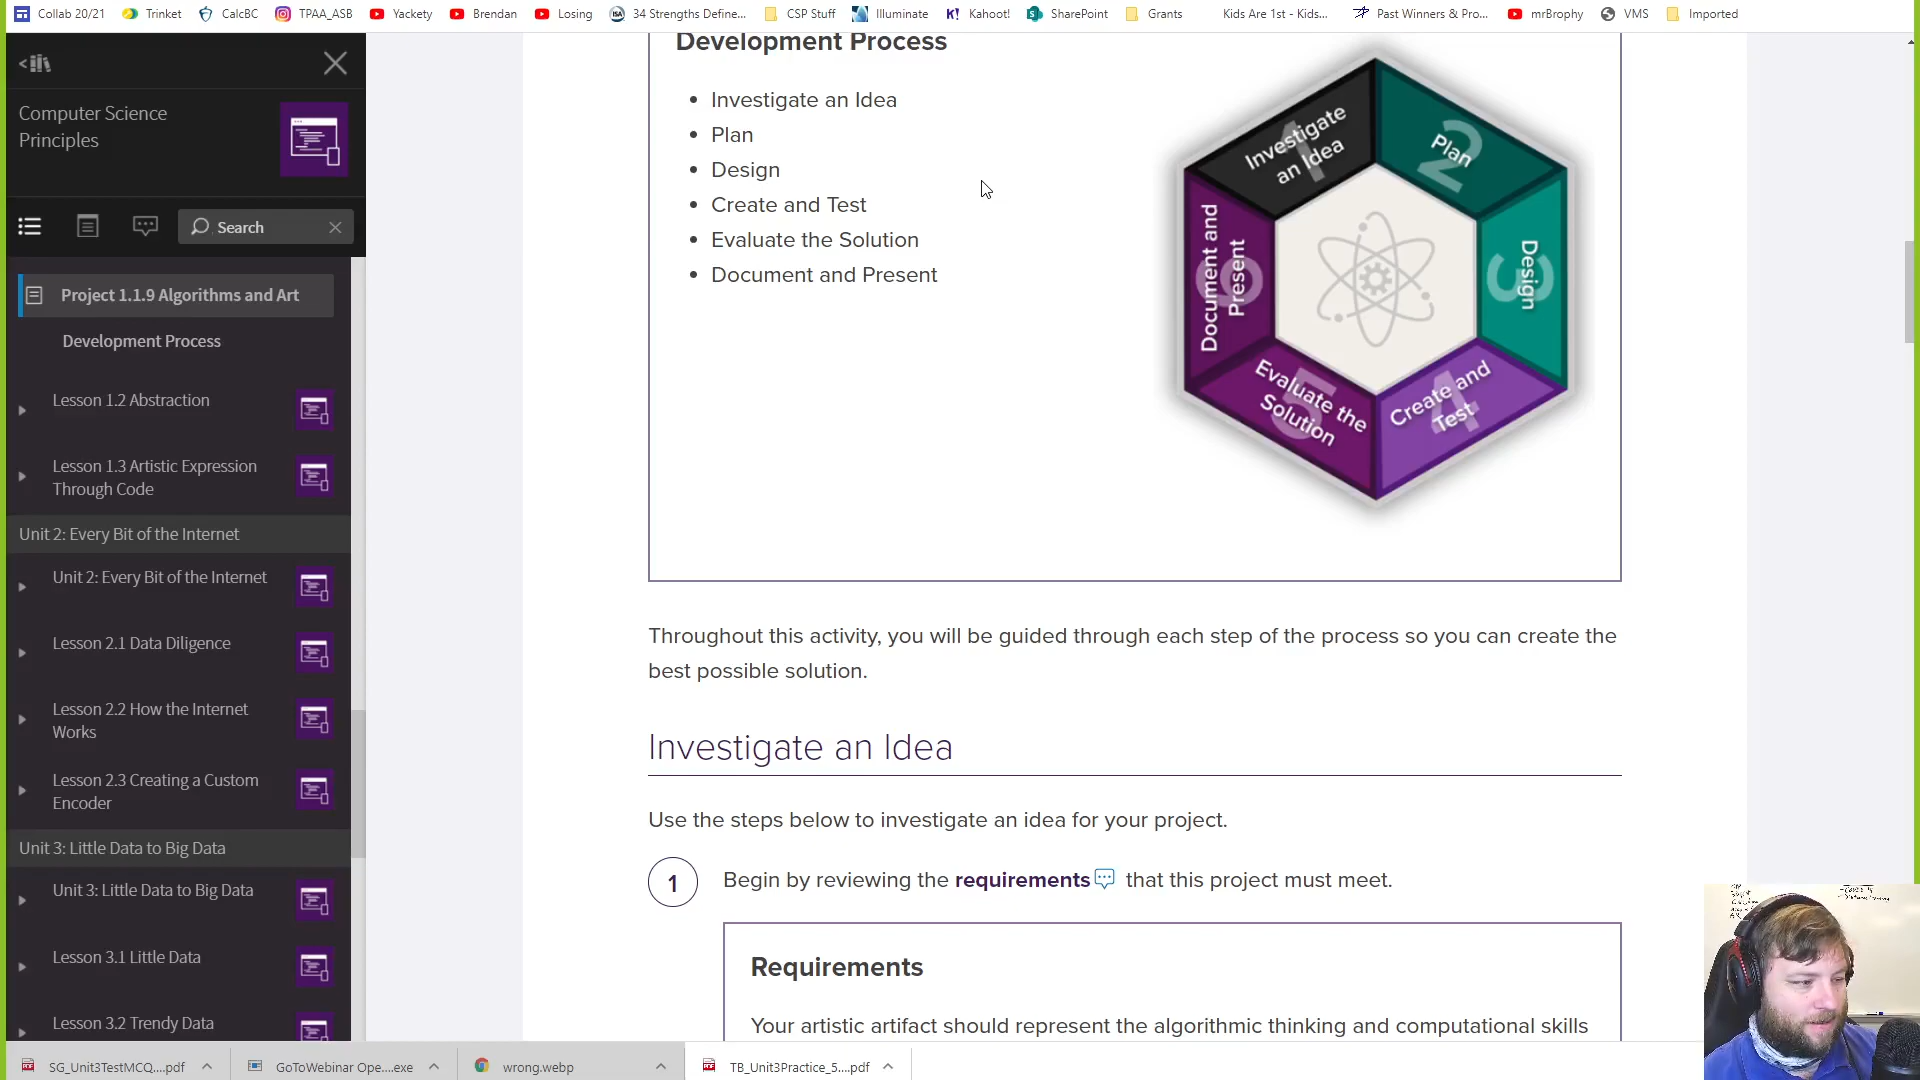 Collab 20/21 Trinket CalcBC TPAA_ASB Yackety Brendan Losing 34 Strengths Define... CSP Stuff Illuminate Kahoot! SharePoint Grants Kids Are 1st - Kids... Past Winners & Pro... mrBrophy VMS Imported
Computer Science
Principles
Search
Project 1.1.9 Algorithms and Art
Development Process
Lesson 1.2 Abstraction
Lesson 1.3 Artistic Expression
Through Code
Unit 2: Every Bit of the Internet
Unit 2: Every Bit of the Internet
Lesson 2.1 Data Diligence
Lesson 2.2 How the Internet
Works
Lesson 2.3 Creating a Custom
Encoder
Unit 3: Little Data to Big Data
Unit 3: Little Data to Big Data
Lesson 3.1 Little Data
Lesson 3.2 Trendy Data
Development Process
• Investigate an Idea
• Plan
• Design
• Create and Test
• Evaluate the Solution
• Document and Present
1 Investigate
an Idea
2 Plan
3 Design
4 Create and
Test
5 Evaluate the
Solution
6 Document and
Present
Throughout this activity, you will be guided through each step of the process so you can create the
best possible solution.
Investigate an Idea
Use the steps below to investigate an idea for your project.
1 Begin by reviewing the requirements that this project must meet.
Requirements
Your artistic artifact should represent the algorithmic thinking and computational skills
SG_Unit3TestMCQ....pdf GoToWebinar Ope....exe wrong.webp TB_Unit3Practice_5....pdf